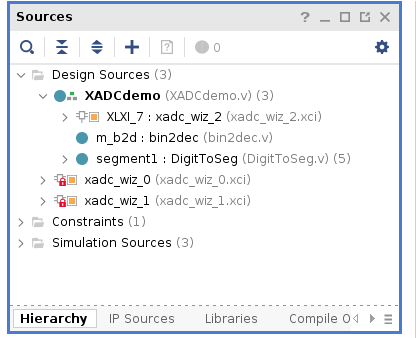 Sources
0
Design Sources (3)
XADCdemo (XADCdemo.v) (3)
XLXI_7 : xadc_wiz_2 (xadc_wiz_2.xci)
m_b2d : bin2dec (bin2dec.v)
segment1 : DigitToSeg (DigitToSeg.v) (5)
xadc_wiz_0 (xadc_wiz_0.xci)
xadc_wiz_1 (xadc_wiz_1.xci)
Constraints (1)
Simulation Sources (3)
Hierarchy IP Sources Libraries Compile O